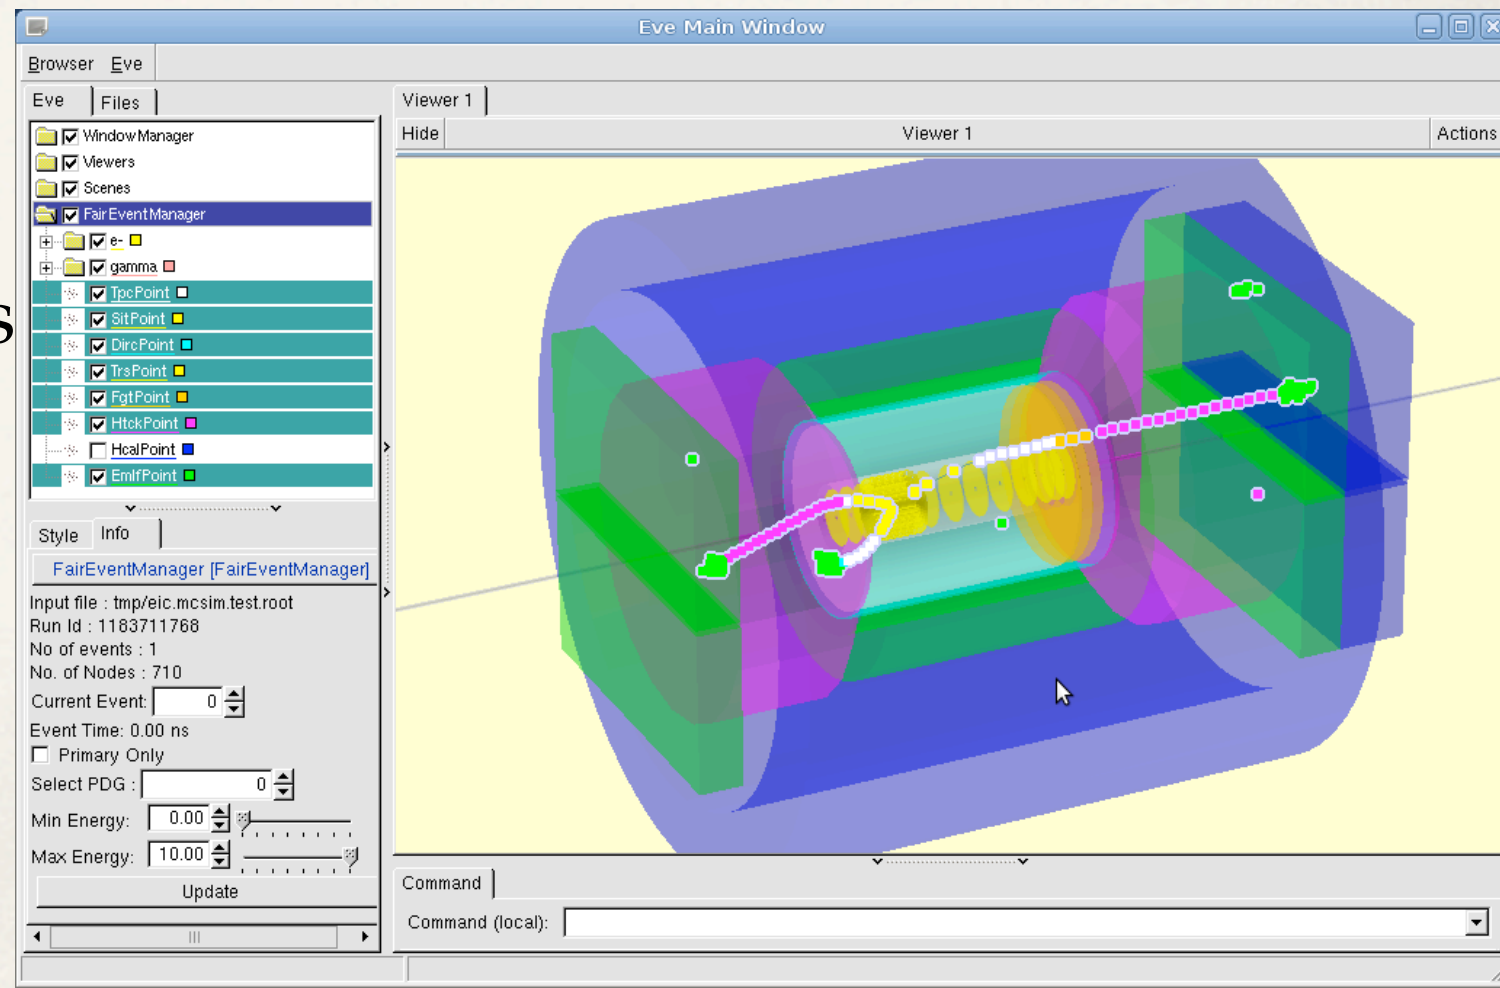 Eve Main Window
Browser Eve
Eve Files
Viewer 1
Hide Viewer 1 Actions
WindowManager
Viewers
Scenes
FairEventManager
e-
gamma
TpcPoint
s
SitPoint
DircPoint
TrsPoint
FgtPoint
HtckPoint
HcalPoint
EmlfPoint
Style Info
FairEventManager [FairEventManager]
Input file : tmp/eic.mcsim.test.root
Run Id : 1183711768
No of events : 1
No. of Nodes : 710
Current Event: 0
Event Time: 0.00 ns
Primary Only
Select PDG : 0
Min Energy: 0.00
Max Energy: 10.00
Update
Command
Command (local):